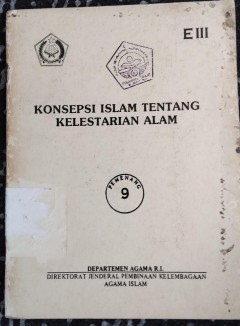 E III
KONSEPSI ISLAM TENTANG
KELESTARIAN ALAM
PEMENANG
9
DEPARTEMEN AGAMA R.I.
DIREKTORAT JENDERAL PEMBINAAN KELEMBAGAAN
AGAMA ISLAM